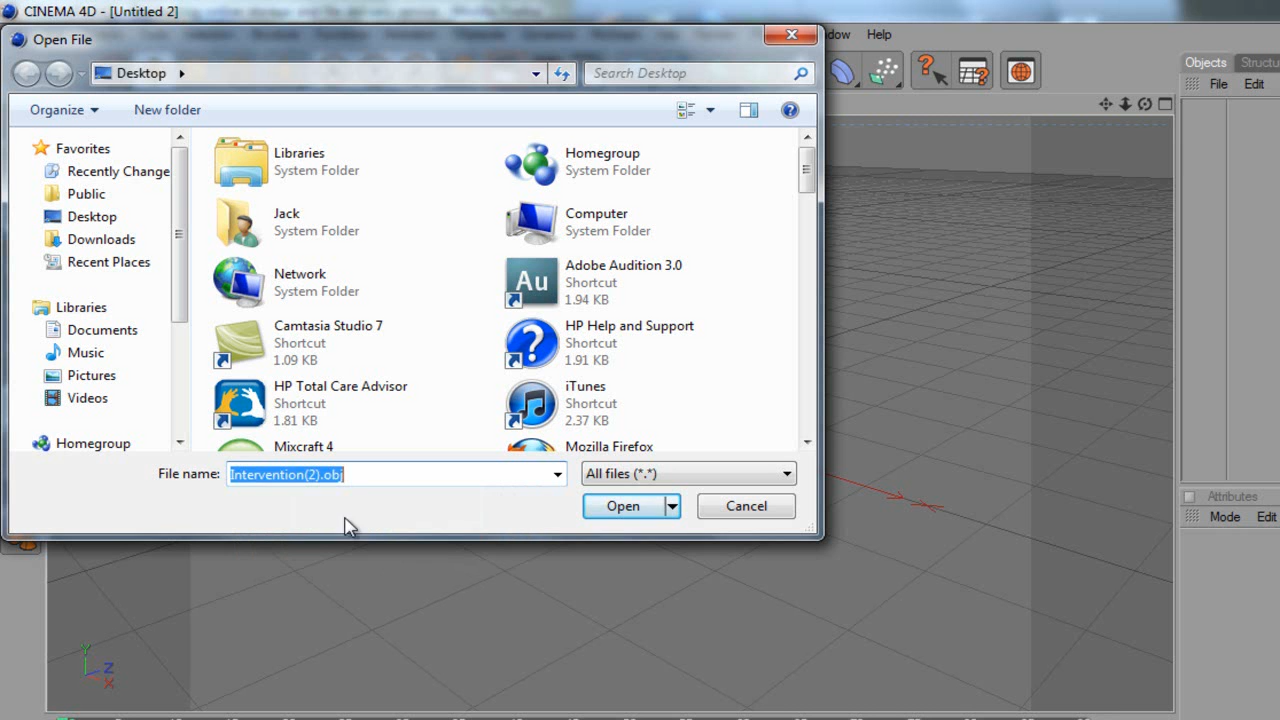 CINEMA 4D - [Untitled 2]
Open File
Window Help
Desktop
Search Desktop
Organize New folder
Favorites
Recently Change
Public
Desktop
Downloads
Recent Places
Libraries
Documents
Music
Pictures
Videos
Homegroup
Libraries
System Folder
Homegroup
System Folder
Jack
System Folder
Computer
System Folder
Network
System Folder
Au
Adobe Audition 3.0
Shortcut
1.94 KB
Camtasia Studio 7
Shortcut
1.09 KB
HP Help and Support
Shortcut
1.91 KB
HP Total Care Advisor
Shortcut
1.81 KB
iTunes
Shortcut
2.37 KB
Mixcraft 4
Mozilla Firefox
File name: Intervention(2).obj
All files (*.*)
Open Cancel
Objects Structu
File Edit
Attributes
Mode Edit
Y
Z
X